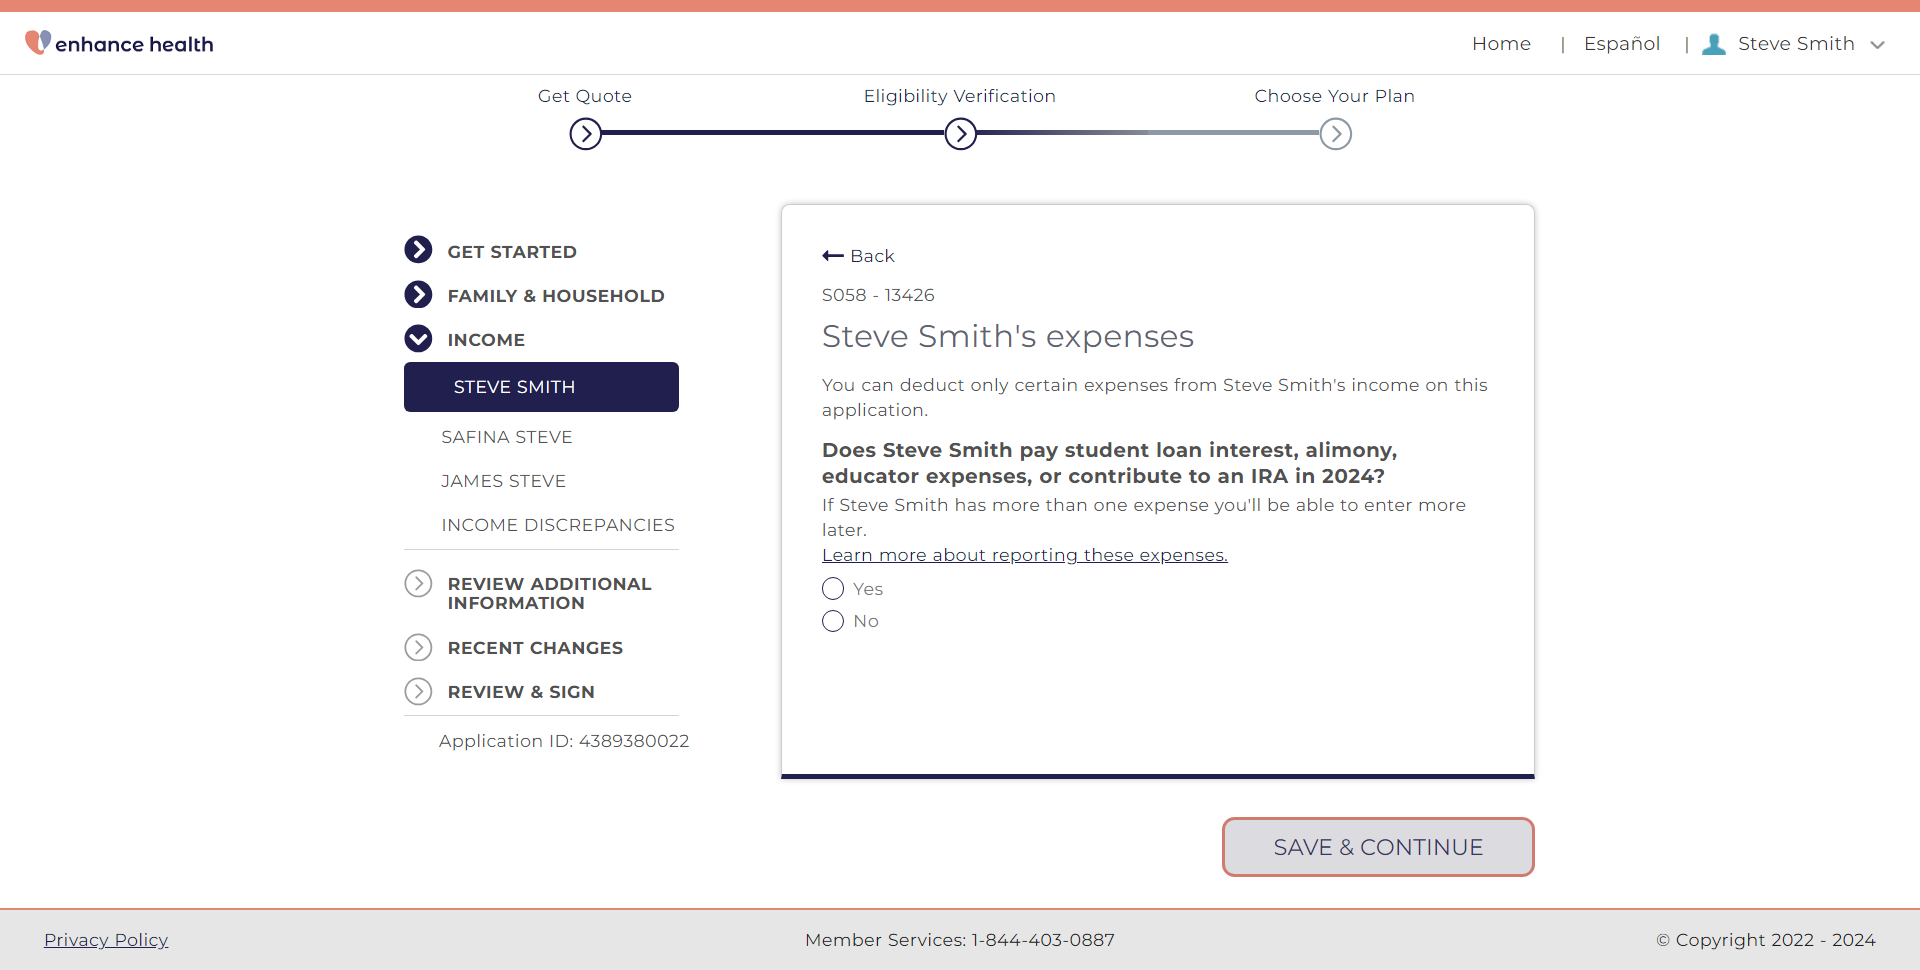 enhance health
Home | Español | Steve Smith
Get Quote
Eligibility Verification
Choose Your Plan
GET STARTED
FAMILY & HOUSEHOLD
INCOME
STEVE SMITH
SAFINA STEVE
JAMES STEVE
INCOME DISCREPANCIES
REVIEW ADDITIONAL
INFORMATION
RECENT CHANGES
REVIEW & SIGN
Application ID: 4389380022
Back
S058 - 13426
Steve Smith's expenses
You can deduct only certain expenses from Steve Smith's income on this
application.
Does Steve Smith pay student loan interest, alimony,
educator expenses, or contribute to an IRA in 2024?
If Steve Smith has more than one expense you'll be able to enter more
later.
Learn more about reporting these expenses.
Yes
No
SAVE & CONTINUE
Privacy Policy
Member Services: 1-844-403-0887
© Copyright 2022 - 2024